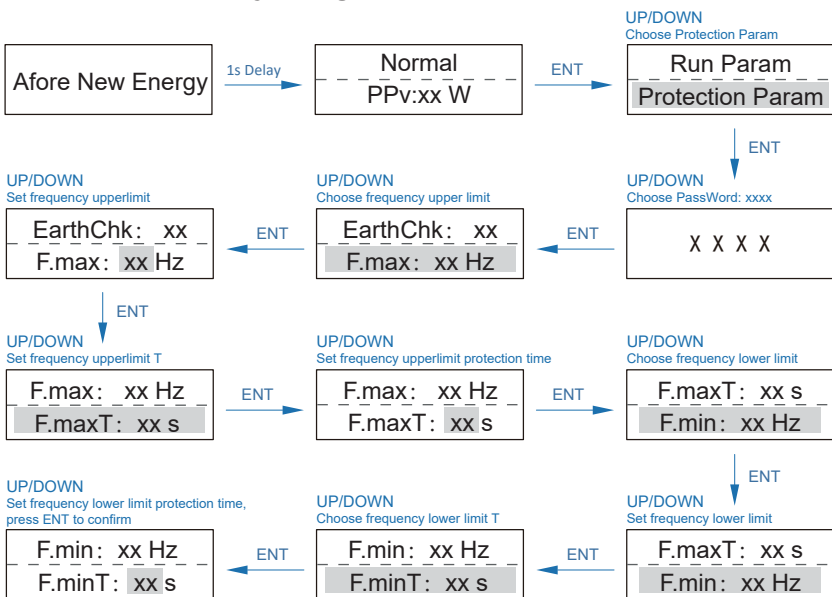 UP/DOWN
Choose Protection Param
Afore New Energy
1s Delay
Normal
PPv:xx W
ENT
Run Param
Protection Param
ENT
UP/DOWN
Choose PassWord: xxxx
X X X X
ENT
UP/DOWN
Choose frequency upper limit
EarthChk: xx
F.max: xx Hz
ENT
UP/DOWN
Set frequency upperlimit
EarthChk: xx
F.max: xx Hz
ENT
UP/DOWN
Set frequency upperlimit T
F.max: xx Hz
F.maxT: xx s
ENT
UP/DOWN
Set frequency upperlimit protection time
F.max: xx Hz
F.maxT: xx s
ENT
UP/DOWN
Choose frequency lower limit
F.maxT: xx s
F.min: xx Hz
ENT
UP/DOWN
Set frequency lower limit
F.maxT: xx s
F.min: xx Hz
ENT
UP/DOWN
Choose frequency lower limit T
F.min: xx Hz
F.minT: xx s
ENT
UP/DOWN
Set frequency lower limit protection time,
press ENT to confirm
F.min: xx Hz
F.minT: xx s